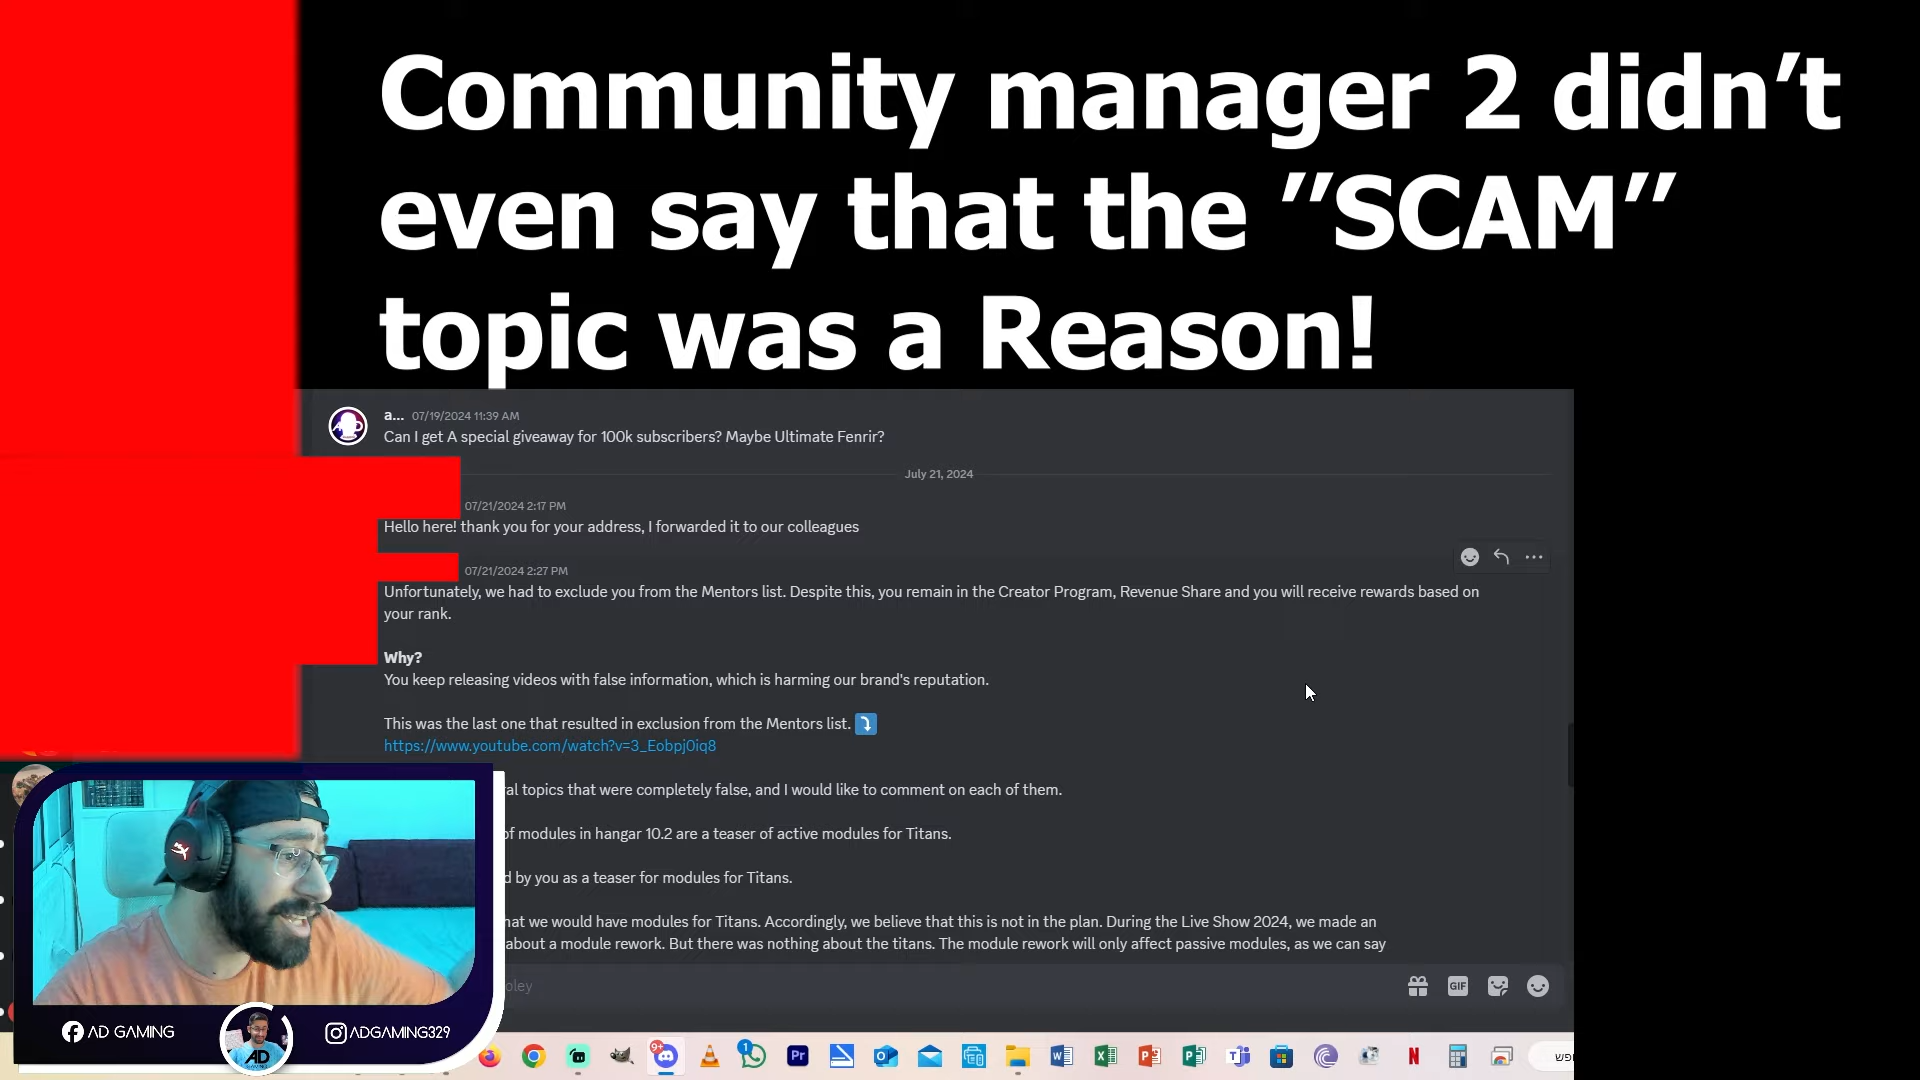 Community manager 2 didn’t
even say that the ”SCAM”
topic was a Reason!
a... 07/19/2024 11:39 AM
Can I get A special giveaway for 100k subscribers? Maybe Ultimate Fenrir?
July 21, 2024
07/21/2024 2:17 PM
Hello here! thank you for your address, I forwarded it to our colleagues
07/21/2024 2:27 PM
Unfortunately, we had to exclude you from the Mentors list. Despite this, you remain in the Creator Program, Revenue Share and you will receive rewards based on
your rank.
Why?
You keep releasing videos with false information, which is harming our brand's reputation.
This was the last one that resulted in exclusion from the Mentors list.
https://www.youtube.com/watch?v=3_Eobpj0iq8
topics that were completely false, and I would like to comment on each of them.
of modules in hangar 10.2 are a teaser of active modules for Titans.
by you as a teaser for modules for Titans.
we would have modules for Titans. Accordingly, we believe that this is not in the plan. During the Live Show 2024, we made an
about a module rework. But there was nothing about the titans. The module rework will only affect passive modules, as we can say
GIF
AD GAMING
AD
ADGAMING329
9+
1
Pr